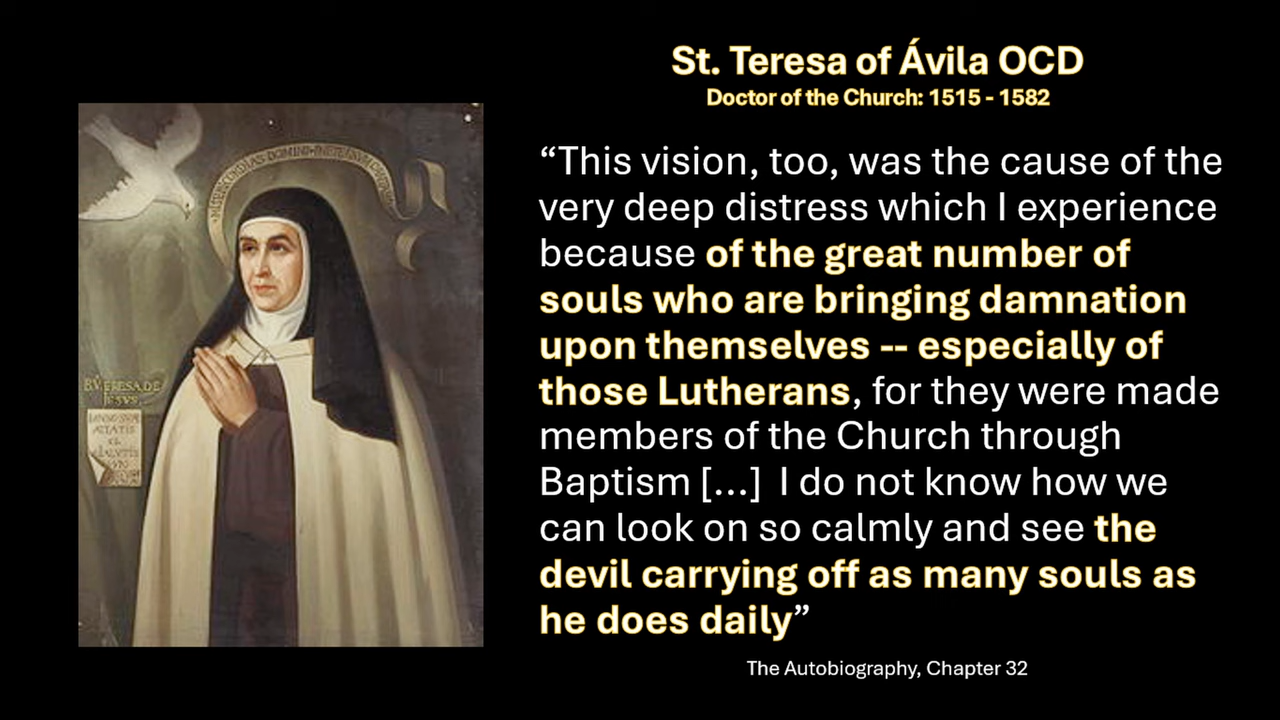 St. Teresa of Ávila OCD
Doctor of the Church: 1515 - 1582
“This vision, too, was the cause of the
very deep distress which I experience
because of the great number of
souls who are bringing damnation
upon themselves -- especially of
those Lutherans, for they were made
members of the Church through
Baptism [...]  I do not know how we
can look on so calmly and see the
devil carrying off as many souls as
he does daily”
The Autobiography, Chapter 32
B.V. TERESA DE
JESVS.